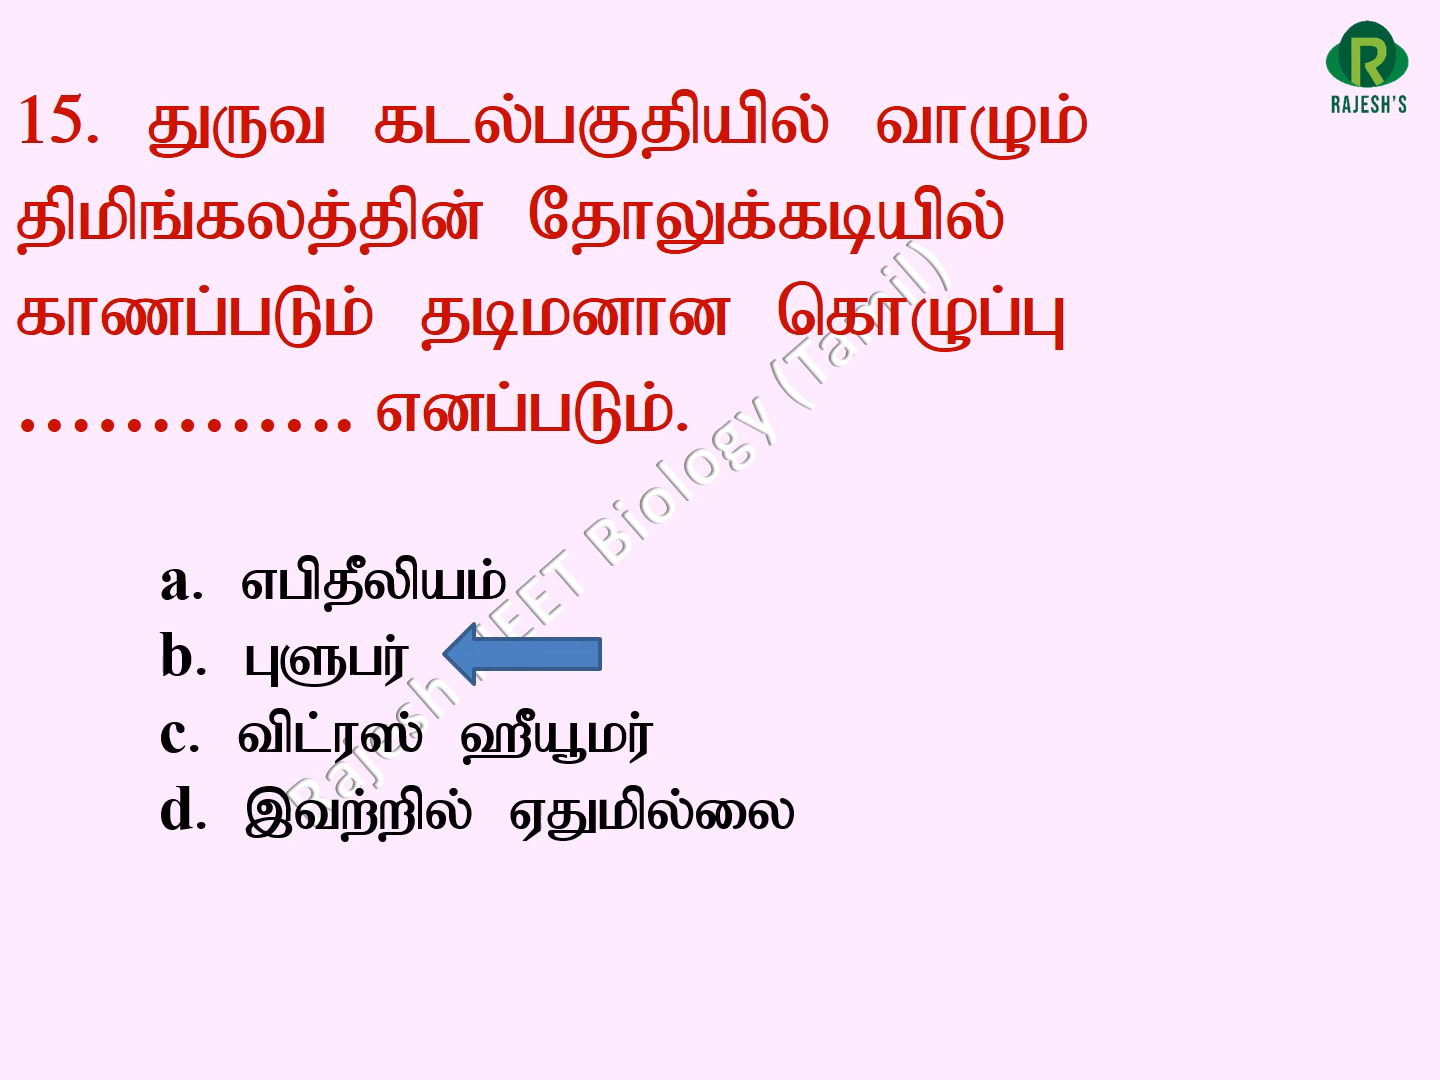 RAJESH'S
15. துருவ கடல்பகுதியில் வாழும்
திமிங்கலத்தின் தோலுக்கடியில்
காணப்படும் தடிமனான கொழுப்பு
............. எனப்படும்.
a. எபிதீலியம்
b. புளுபர்
c. விட்ரஸ் ஹீயூமர்
d. இவற்றில் ஏதுமில்லை
Rajesh NEET Biology (Tamil)